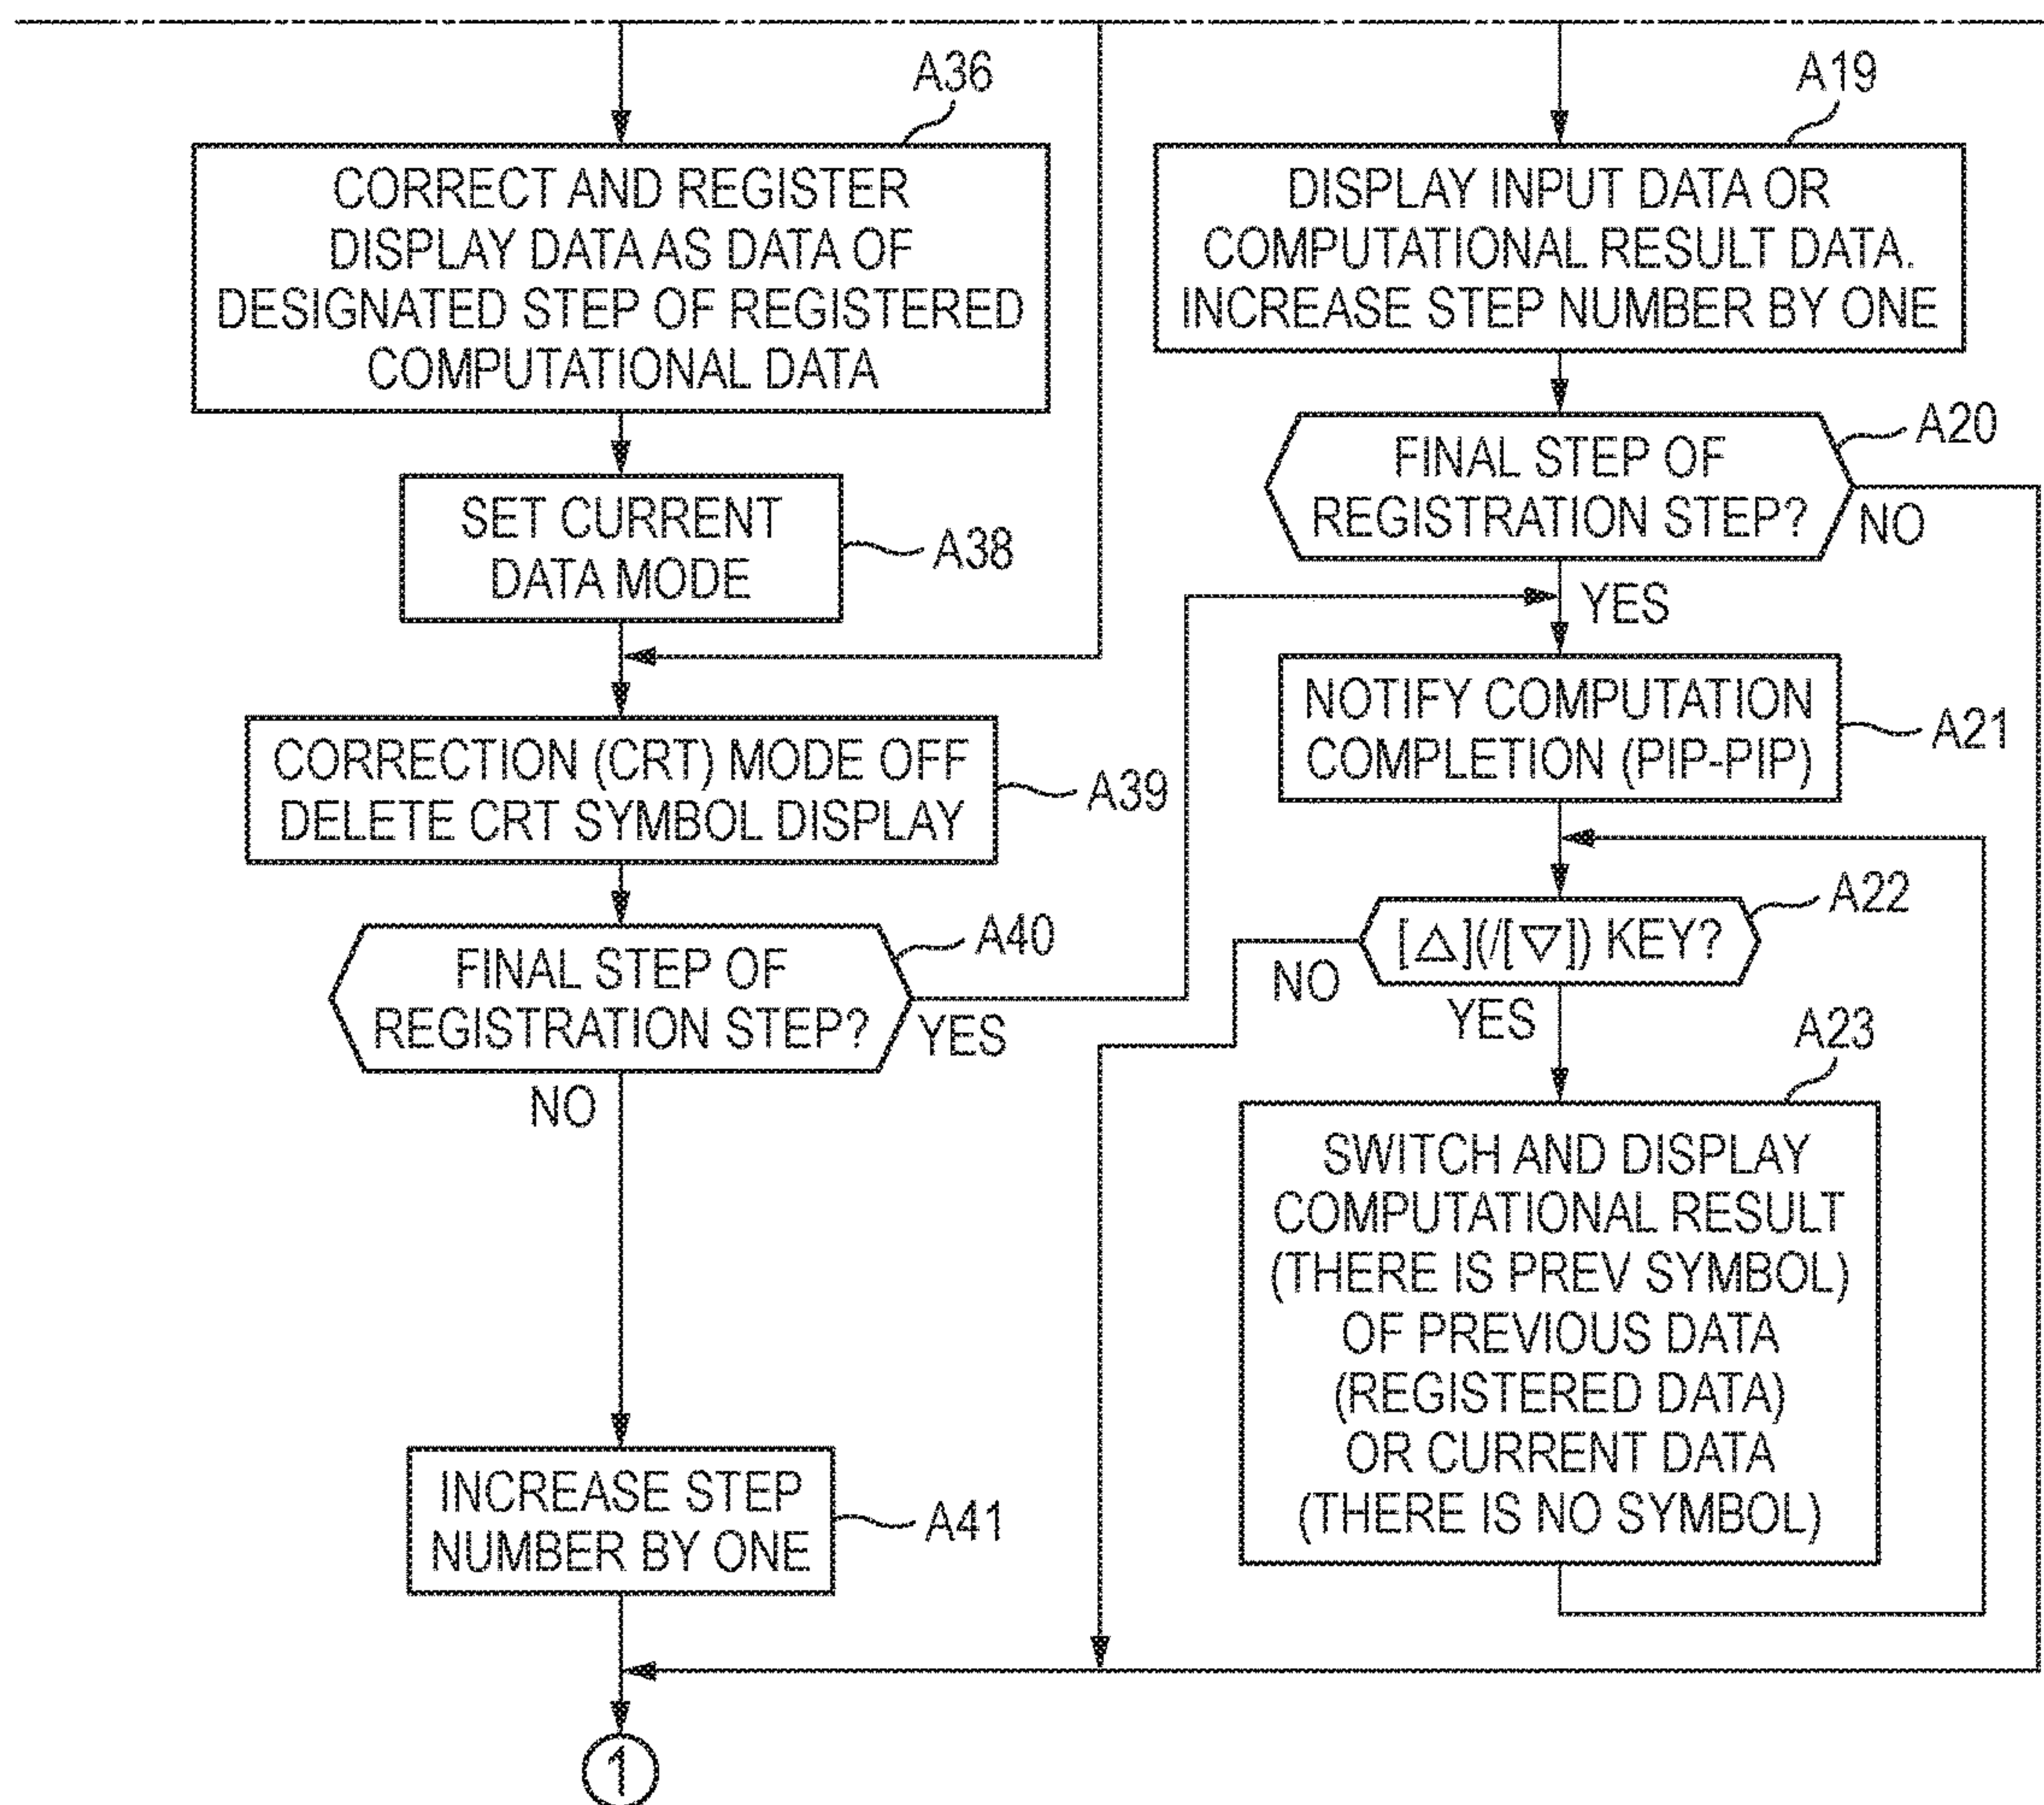 A36
CORRECT AND REGISTER
DISPLAY DATA AS DATA OF
DESIGNATED STEP OF REGISTERED
COMPUTATIONAL DATA
SET CURRENT
DATA MODE
A38
CORRECTION (CRT) MODE OFF
DELETE CRT SYMBOL DISPLAY
A39
FINAL STEP OF
REGISTRATION STEP?
A40
YES
NO
INCREASE STEP
NUMBER BY ONE
A41
1
A19
DISPLAY INPUT DATA OR
COMPUTATIONAL RESULT DATA.
INCREASE STEP NUMBER BY ONE
A20
FINAL STEP OF
REGISTRATION STEP?
NO
YES
NOTIFY COMPUTATION
COMPLETION (PIP-PIP)
A21
A22
[△](/[▽]) KEY?
NO
YES
A23
SWITCH AND DISPLAY
COMPUTATIONAL RESULT
(THERE IS PREV SYMBOL)
OF PREVIOUS DATA
(REGISTERED DATA)
OR CURRENT DATA
(THERE IS NO SYMBOL)